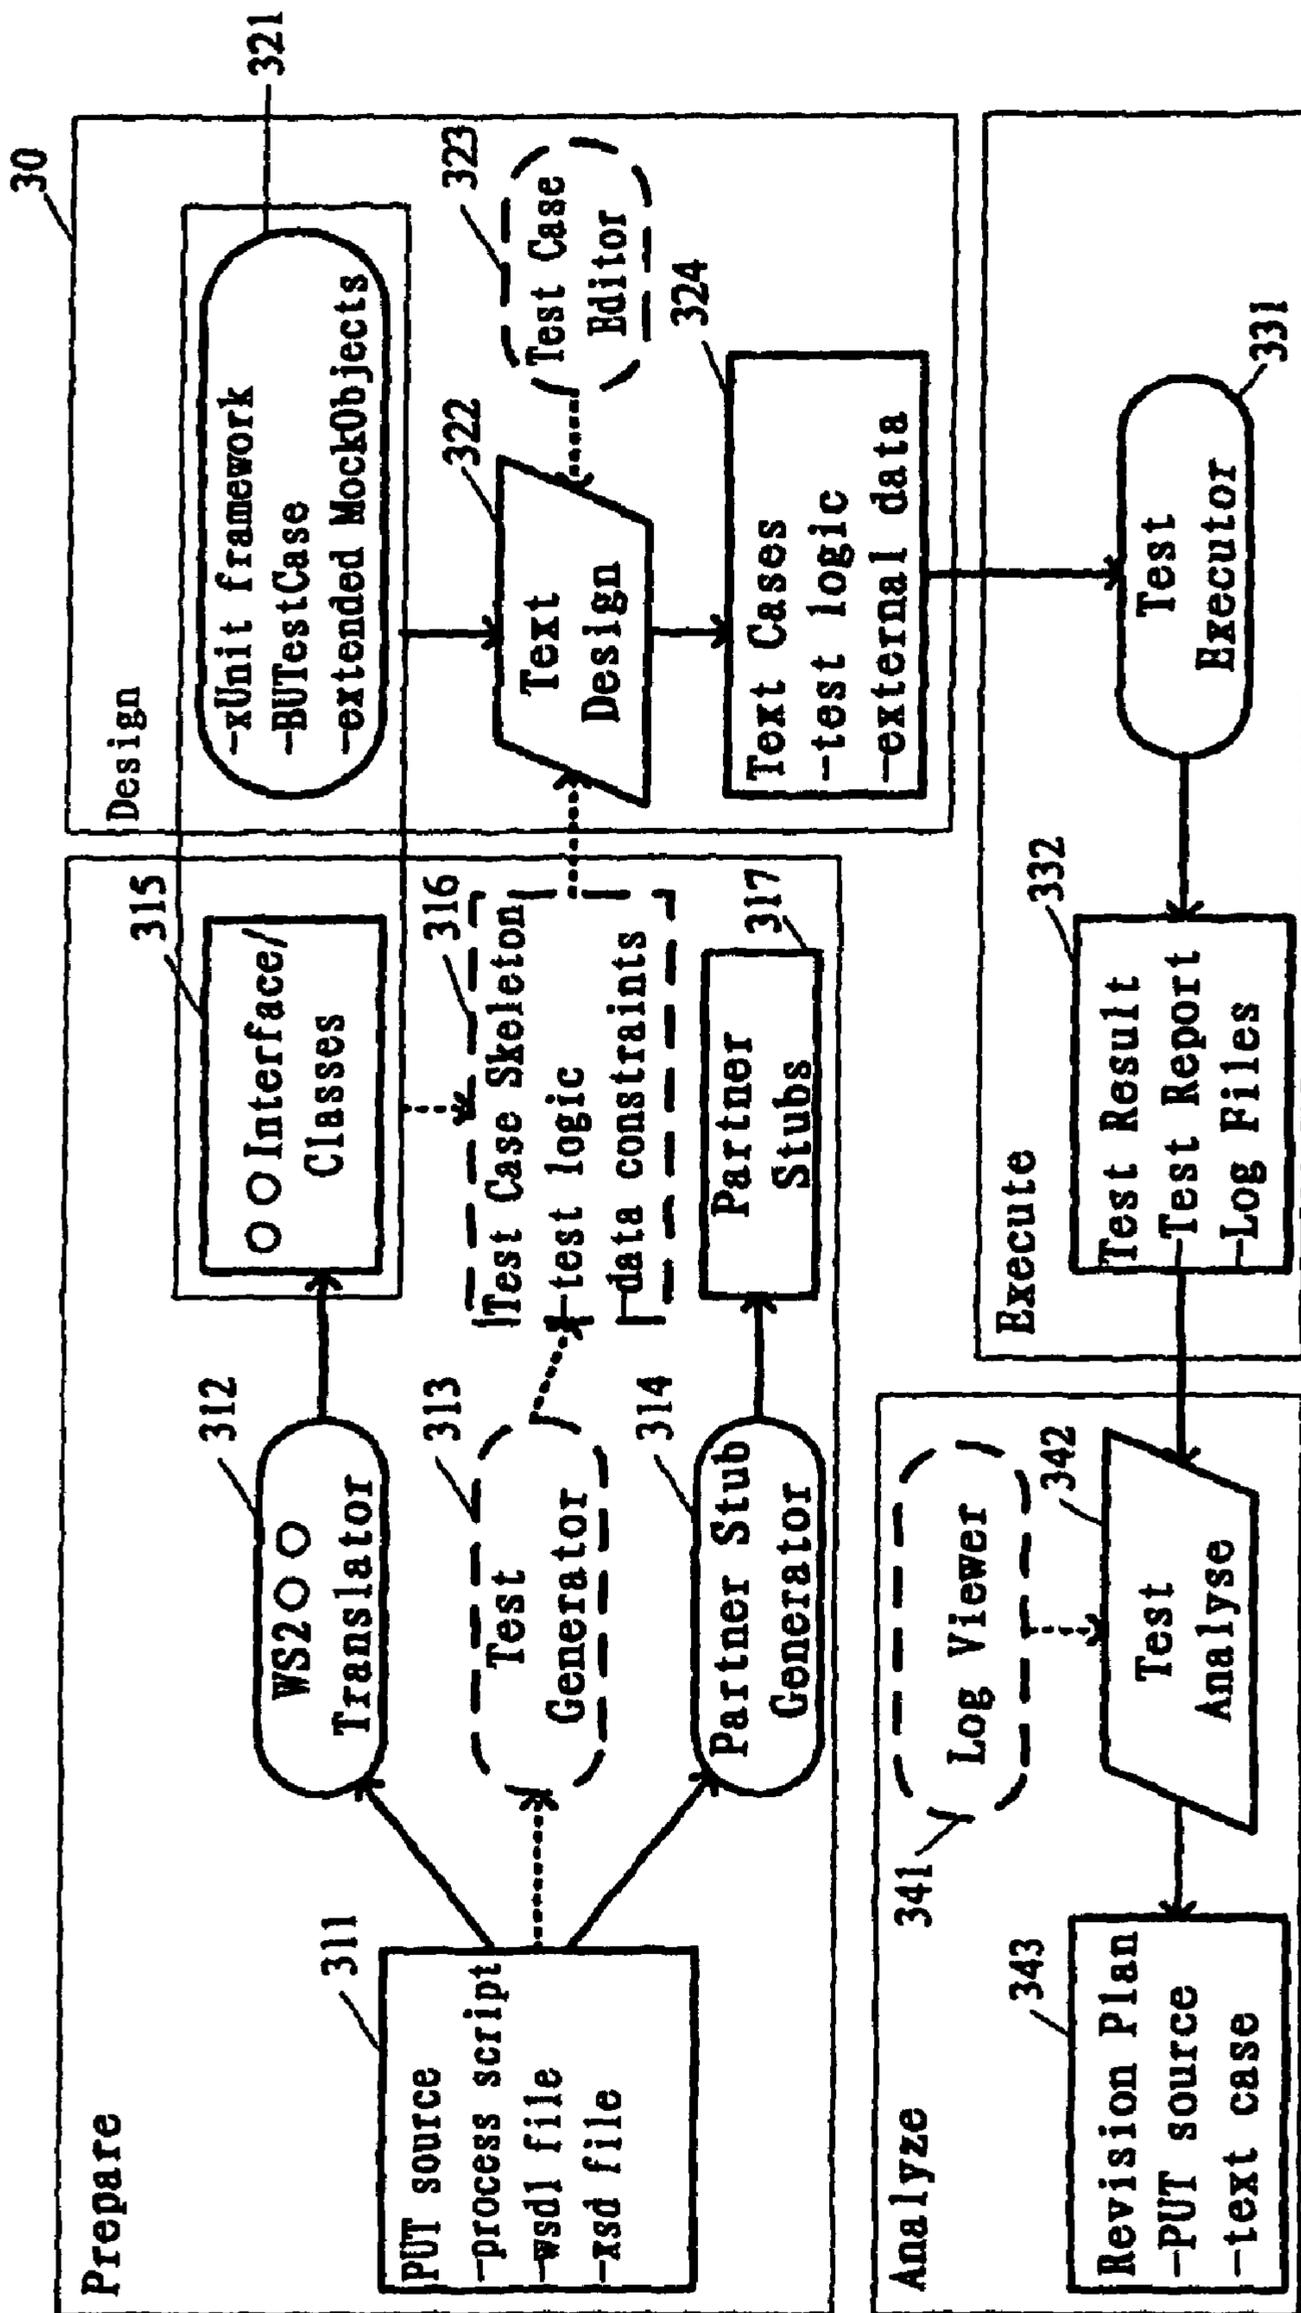 30
Prepare
311
PUT source
-process script
-wsdl file
-xsd file
312
WS2OO
Translator
313
Test
Generator
314
Partner Stub
Generator
315
OOInterface/
Classes
316
Test Case Skeleton
-test logic
-data constraints
317
Partner
Stubs
Design
321
-xUnit framework
-BUTestCase
-extended MockObjects
322
Text
Design
323
Test Case
Editor
324
Text Cases
-test logic
-external data
Analyze
341
Log Viewer
342
Test
Analyse
343
Revision Plan
-PUT source
-text case
Execute
332
Test Result
-Test Report
-Log Files
331
Test
Executor